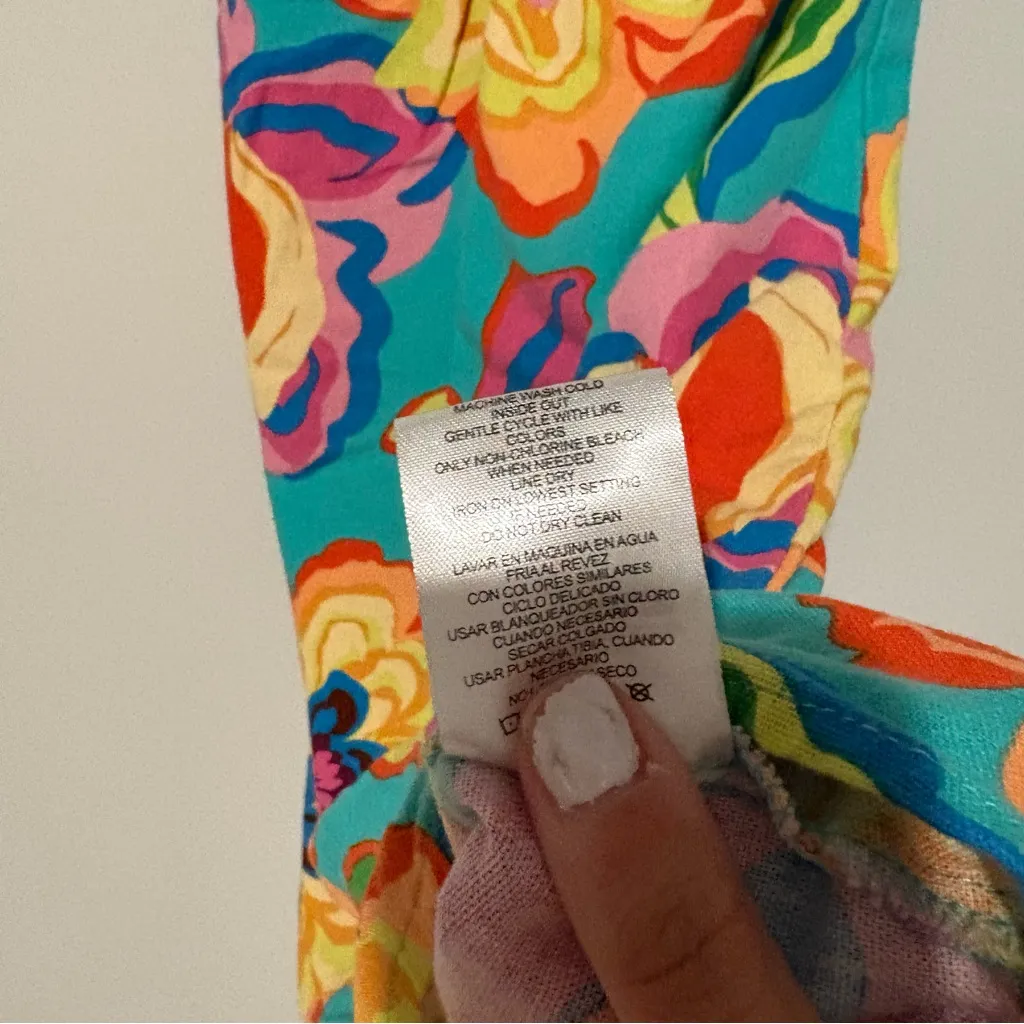 MACHINE WASH COLD
INSIDE OUT
GENTLE CYCLE WITH LIKE
COLORS
ONLY NON-CHLORINE BLEACH
WHEN NEEDED
LINE DRY
IRON ON LOWEST SETTING
IF NEEDED
DO NOT DRY CLEAN
LAVAR EN MAQUINA EN AGUA
FRIA AL REVEZ
CON COLORES SIMILARES
CICLO DELICADO
USAR BLANQUEADOR SIN CLORO
CUANDO NECESARIO
SECAR COLGADO
USAR PLANCHA TIBIA, CUANDO
NECESARIO
SECO